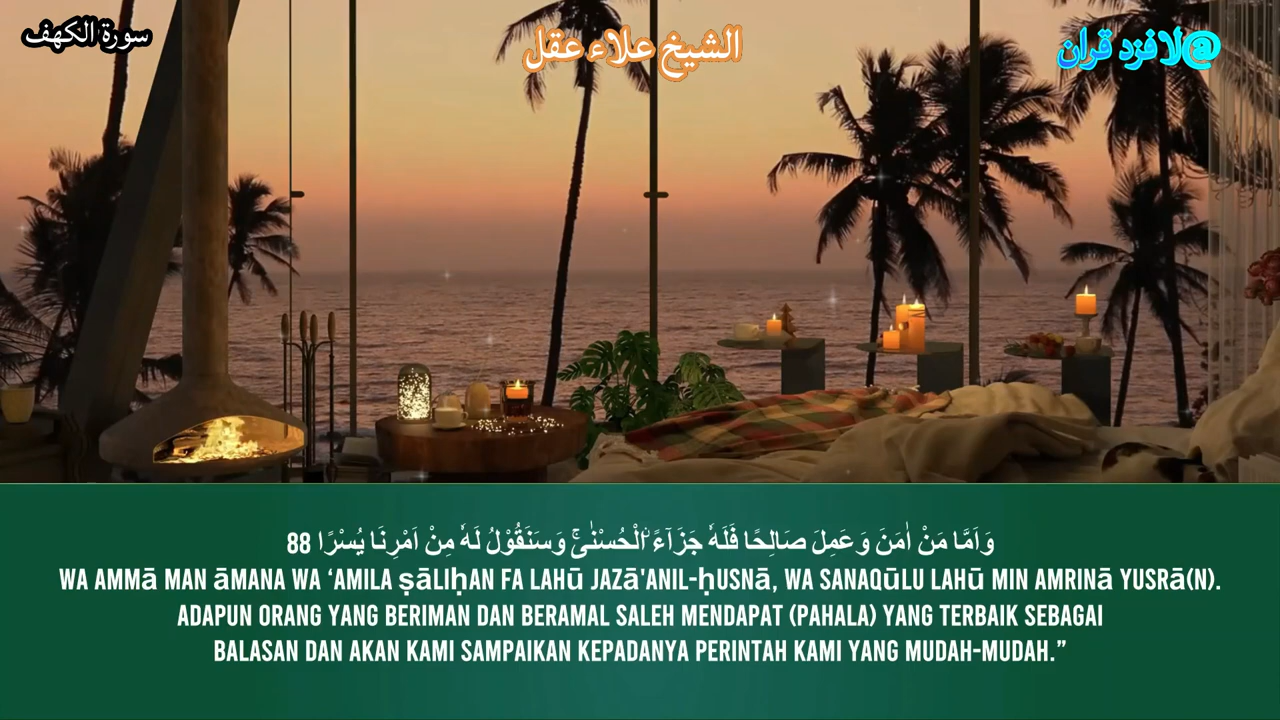 سورة الكهف
الشيخ علاء عقل
@لا فزد قران
وَاَمَّا مَنْ اٰمَنَ وَعَمِلَ صَالِحًا فَلَهٗ جَزَاۤءً ۨالْحُسْنٰىۚ وَسَنَقُوْلُ لَهٗ مِنْ اَمْرِنَا يُسْرًا 88
WA AMMā MAN āMANA WA ‘AMILA ṣāLIḥAN FA LAHū JAZā'ANIL-ḥUSNā, WA SANAQūLU LAHū MIN AMRINā YUSRā(N).
ADAPUN ORANG YANG BERIMAN DAN BERAMAL SALEH MENDAPAT (PAHALA) YANG TERBAIK SEBAGAI
BALASAN DAN AKAN KAMI SAMPAIKAN KEPADANYA PERINTAH KAMI YANG MUDAH-MUDAH.”